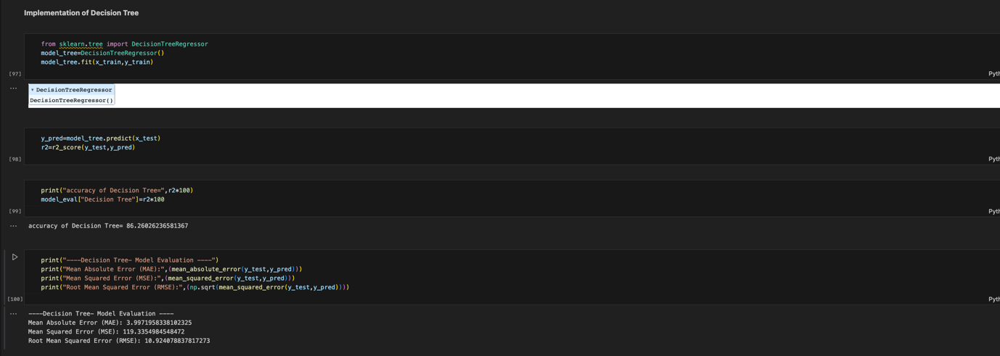 Implementation of Decision Tree
from sklearn.tree import DecisionTreeRegressor
model_tree=DecisionTreeRegressor()
model_tree.fit(x_train,y_train)
[97]
Pyth
...
▾ DecisionTreeRegressor
DecisionTreeRegressor()
y_pred=model_tree.predict(x_test)
r2=r2_score(y_test,y_pred)
[98]
Pyth
print("accuracy of Decision Tree=",r2*100)
model_eval["Decision Tree"]=r2*100
[99]
Pyth
... accuracy of Decision Tree= 86.26026236581367
print("----Decision Tree- Model Evaluation ----")
print("Mean Absolute Error (MAE):",(mean_absolute_error(y_test,y_pred)))
print("Mean Squared Error (MSE):",(mean_squared_error(y_test,y_pred)))
print("Root Mean Squared Error (RMSE):",(np.sqrt(mean_squared_error(y_test,y_pred))))
[100]
Pyth
... ----Decision Tree- Model Evaluation ----
Mean Absolute Error (MAE): 3.9971958338102325
Mean Squared Error (MSE): 119.3354984548472
Root Mean Squared Error (RMSE): 10.924078837817273